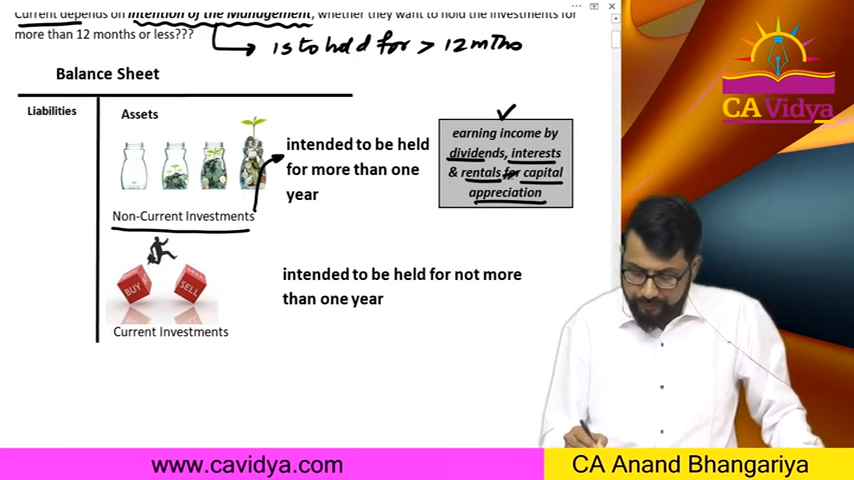 Current depends on Intention of the Management, whether they want to hold the investments for
more than 12 months or less???
is to held for > 12 mths
Balance Sheet
Liabilities
Assets
intended to be held
for more than one
year
earning income by
dividends, interests
& rentals for capital
appreciation
Non-Current Investments
BUY
SELL
intended to be held for not more
than one year
Current Investments
CA Vidya
www.cavidya.com
CA Anand Bhangariya